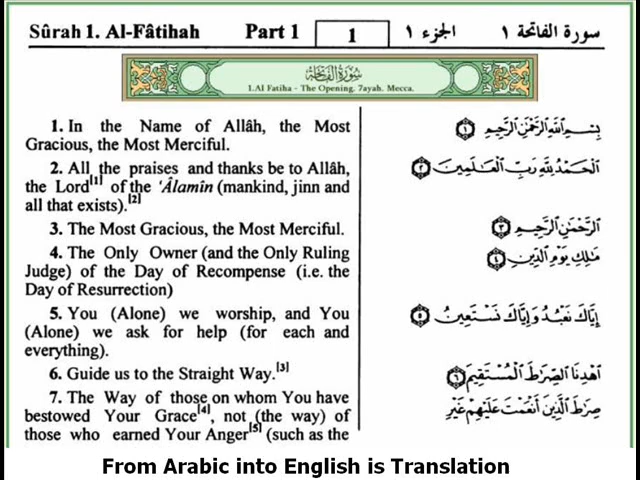 Sûrah 1. Al-Fâtihah Part 1 1 الجزء ١ سورة الفاتحة ١
سُورَةُ الْفَاتِحَةِ
1.Al Fatiha - The Opening. 7ayah. Mecca.
1. In the Name of Allâh, the Most
Gracious, the Most Merciful.
2. All the praises and thanks be to Allâh,
the Lord[1] of the 'Âlamîn (mankind, jinn and
all that exists).[2]
3. The Most Gracious, the Most Merciful.
4. The Only Owner (and the Only Ruling
Judge) of the Day of Recompense (i.e. the
Day of Resurrection)
5. You (Alone) we worship, and You
(Alone) we ask for help (for each and
everything).
6. Guide us to the Straight Way.[3]
7. The Way of those on whom You have
bestowed Your Grace[4], not (the way) of
those who earned Your Anger[5] (such as the
بِسْمِ اللَّهِ الرَّحْمَٰنِ الرَّحِيمِ ١
الْحَمْدُ لِلَّهِ رَبِّ الْعَالَمِينَ ٢
الرَّحْمَٰنِ الرَّحِيمِ ٣
مَالِكِ يَوْمِ الدِّينِ ٤
إِيَّاكَ نَعْبُدُ وَإِيَّاكَ نَسْتَعِينُ ٥
اهْدِنَا الصِّرَاطَ الْمُسْتَقِيمَ ٦
صِرَاطَ الَّذِينَ أَنْعَمْتَ عَلَيْهِمْ غَيْرِ
From Arabic into English is Translation